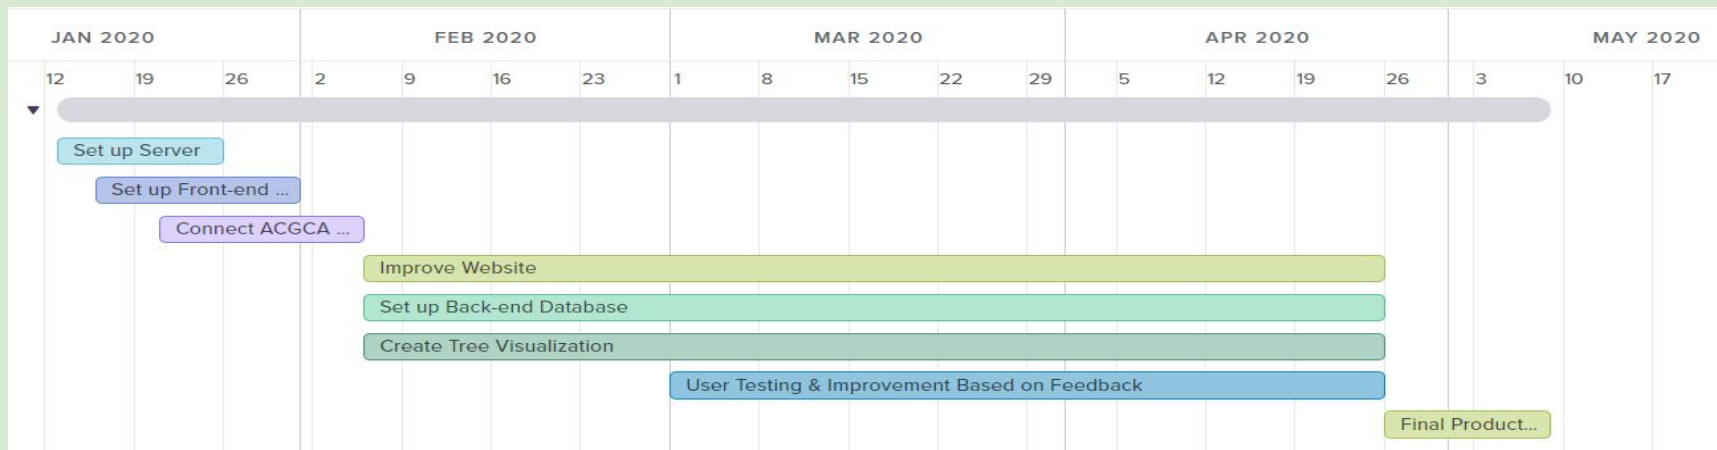 JAN 2020 FEB 2020 MAR 2020 APR 2020 MAY 2020
12 19 26 2 9 16 23 1 8 15 22 29 5 12 19 26 3 10 17
Set up Server
Set up Front-end ...
Connect ACGCA ...
Improve Website
Set up Back-end Database
Create Tree Visualization
User Testing & Improvement Based on Feedback
Final Product...